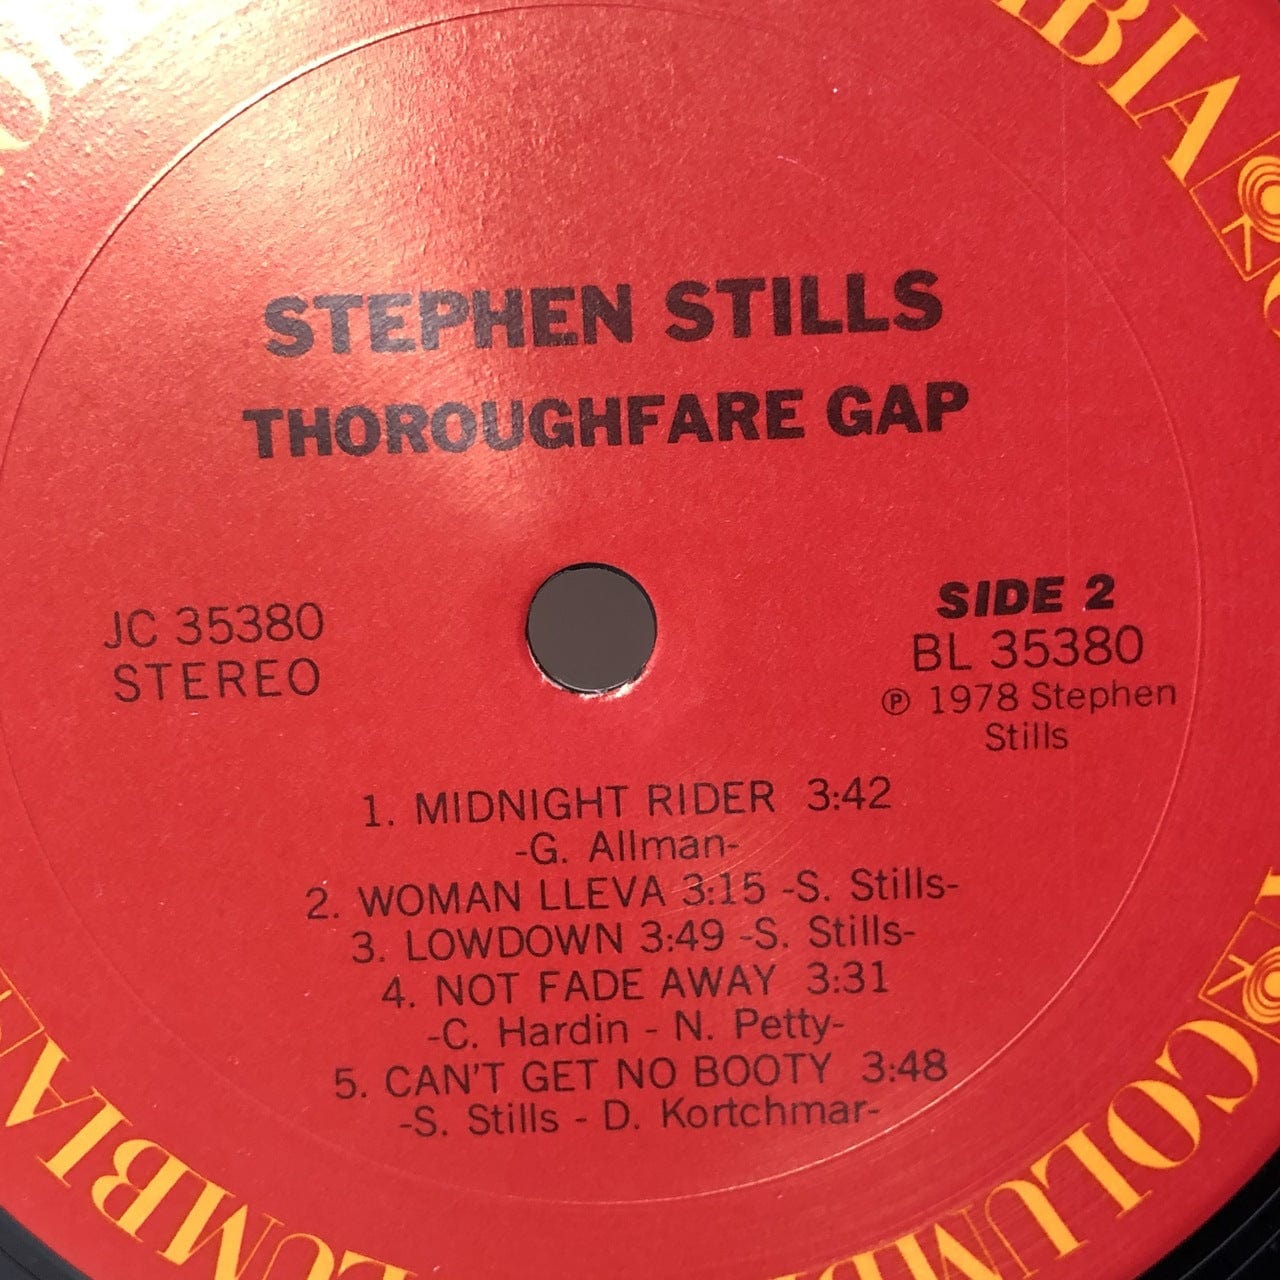 STEPHEN STILLS
THOROUGHFARE GAP
JC 35380
STEREO
SIDE 2
BL 35380
℗ 1978 Stephen
Stills
1. MIDNIGHT RIDER 3:42
-G. Allman-
2. WOMAN LLEVA 3:15 -S. Stills-
3. LOWDOWN 3:49 -S. Stills-
4. NOT FADE AWAY 3:31
-C. Hardin - N. Petty-
5. CAN'T GET NO BOOTY 3:48
-S. Stills - D. Kortchmar-